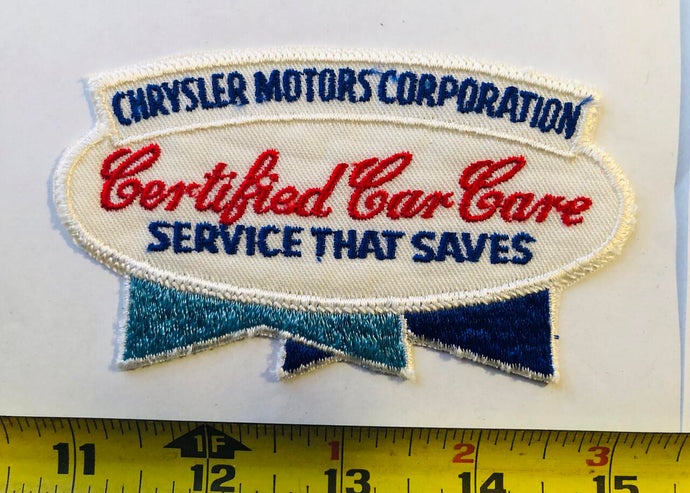 CHRYSLER MOTORS CORPORATION
Certified Car Care
SERVICE THAT SAVES
1F 1 2 3
11 12 13 14 15